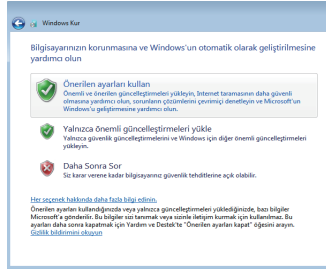 Windows Kur
Bilgisayarınızın korunmasına ve Windows'un otomatik olarak geliştirilmesine
yardımcı olun
Önerilen ayarları kullan
Önemli ve önerilen güncelleştirmeleri yükleyin, Internet taramasının daha güvenli
olmasına yardımcı olun, sorunların çözümlerini çevrimiçi denetleyin ve Microsoft'un
Windows'u geliştirmesine yardımcı olun.
Yalnızca önemli güncelleştirmeleri yükle
Yalnızca güvenlik güncelleştirmelerini ve Windows için diğer önemli güncelleştirmeleri
yükleyin.
Daha Sonra Sor
Siz karar verene kadar bilgisayarınız güvenlik tehditlerine açık olabilir.
Her seçenek hakkında daha fazla bilgi edinin.
Önerilen ayarları kullandığınızda veya yalnızca güncelleştirmeleri yüklediğinizde, bazı bilgiler
Microsoft'a gönderilir. Bu bilgiler sizi tanımak veya sizinle iletişim kurmak için kullanılmaz. Bu
ayarları daha sonra kapatmak için Yardım ve Destek'te "Önerilen ayarları kapat" öğesini arayın.
Gizlilik bildirimini okuyun